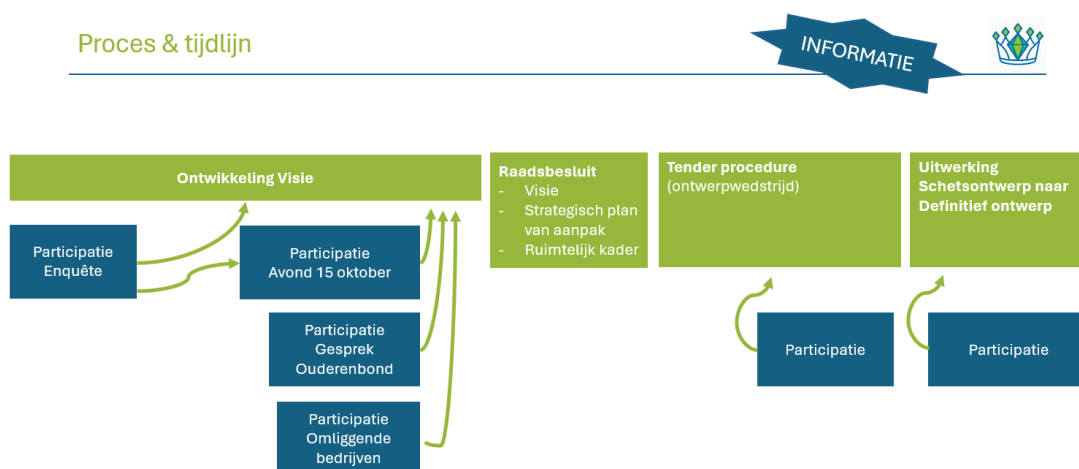 Proces & tijdlijn
INFORMATIE
Ontwikkeling Visie
Raadsbesluit
- Visie
- Strategisch plan
van aanpak
- Ruimtelijk kader
Tender procedure
(ontwerpwedstrijd)
Uitwerking
Schetsontwerp naar
Definitief ontwerp
Participatie
Enquête
Participatie
Avond 15 oktober
Participatie
Gesprek
Ouderenbond
Participatie
Omliggende
bedrijven
Participatie
Participatie